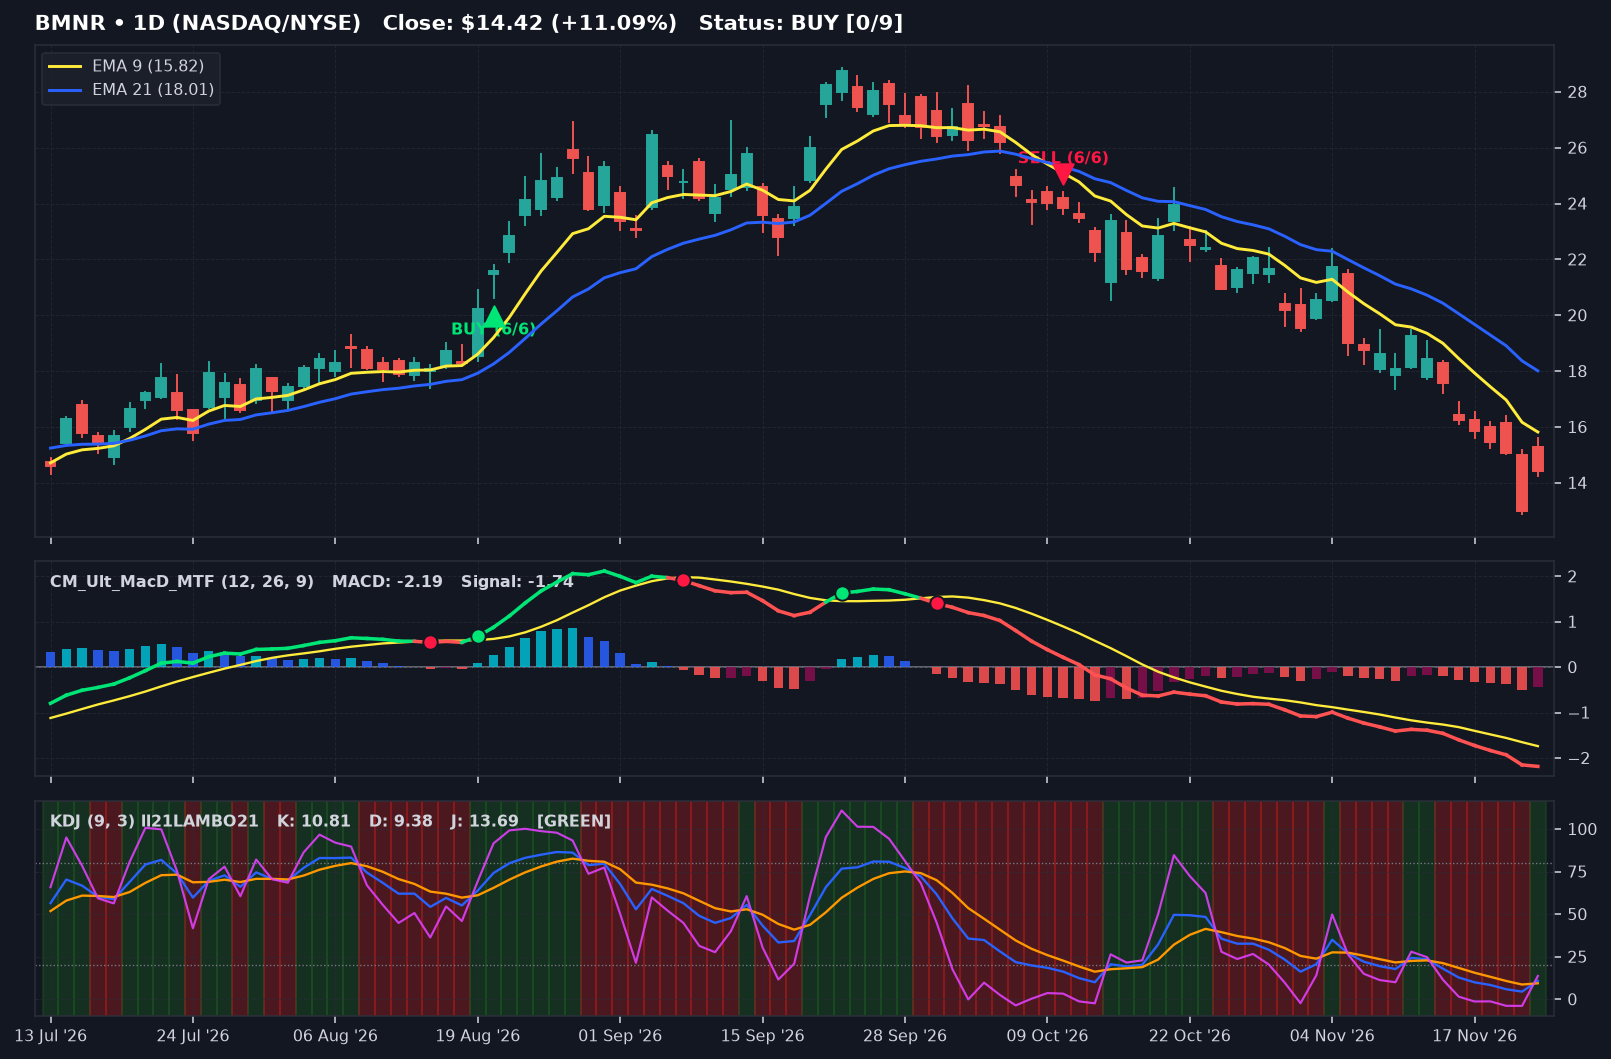 BMNR • 1D (NASDAQ/NYSE)   Close: $14.42 (+11.09%)   Status: BUY [0/9]
EMA 9 (15.82)
EMA 21 (18.01)
28
26
SELL (6/6)
24
22
20
BUY (6/6)
18
16
14
CM_Ult_MacD_MTF (12, 26, 9)   MACD: -2.19   Signal: -1.74
2
1
0
−1
−2
KDJ (9, 3) II21LAMBO21   K: 10.81   D: 9.38   J: 13.69   [GREEN]
100
75
50
25
0
13 Jul '26
24 Jul '26
06 Aug '26
19 Aug '26
01 Sep '26
15 Sep '26
28 Sep '26
09 Oct '26
22 Oct '26
04 Nov '26
17 Nov '26